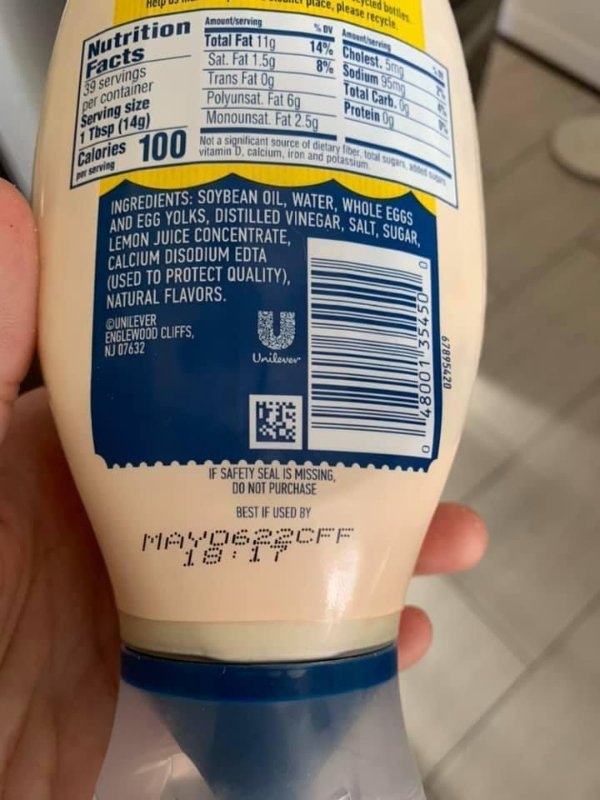 place, please recycle.
Nutrition
Facts
39 servings
per container
Serving size
1 Tbsp (14g)
Calories 100
per serving
Amount/serving % DV
Total Fat 11g 14%
Sat. Fat 1.5g 8%
Trans Fat 0g
Polyunsat. Fat 6g
Monounsat. Fat 2.5g
Amount/serving
Cholest. 5mg
Sodium 95mg
Total Carb. 0g
Protein 0g
Not a significant source of dietary fiber, total sugars, added sugars
vitamin D, calcium, iron and potassium.
INGREDIENTS: SOYBEAN OIL, WATER, WHOLE EGGS
AND EGG YOLKS, DISTILLED VINEGAR, SALT, SUGAR,
LEMON JUICE CONCENTRATE,
CALCIUM DISODIUM EDTA
(USED TO PROTECT QUALITY),
NATURAL FLAVORS.
©UNILEVER
ENGLEWOOD CLIFFS,
NJ 07632
Unilever
0 48001 35450 0
67895420
IF SAFETY SEAL IS MISSING,
DO NOT PURCHASE
BEST IF USED BY
MAY0622CFF
18:17